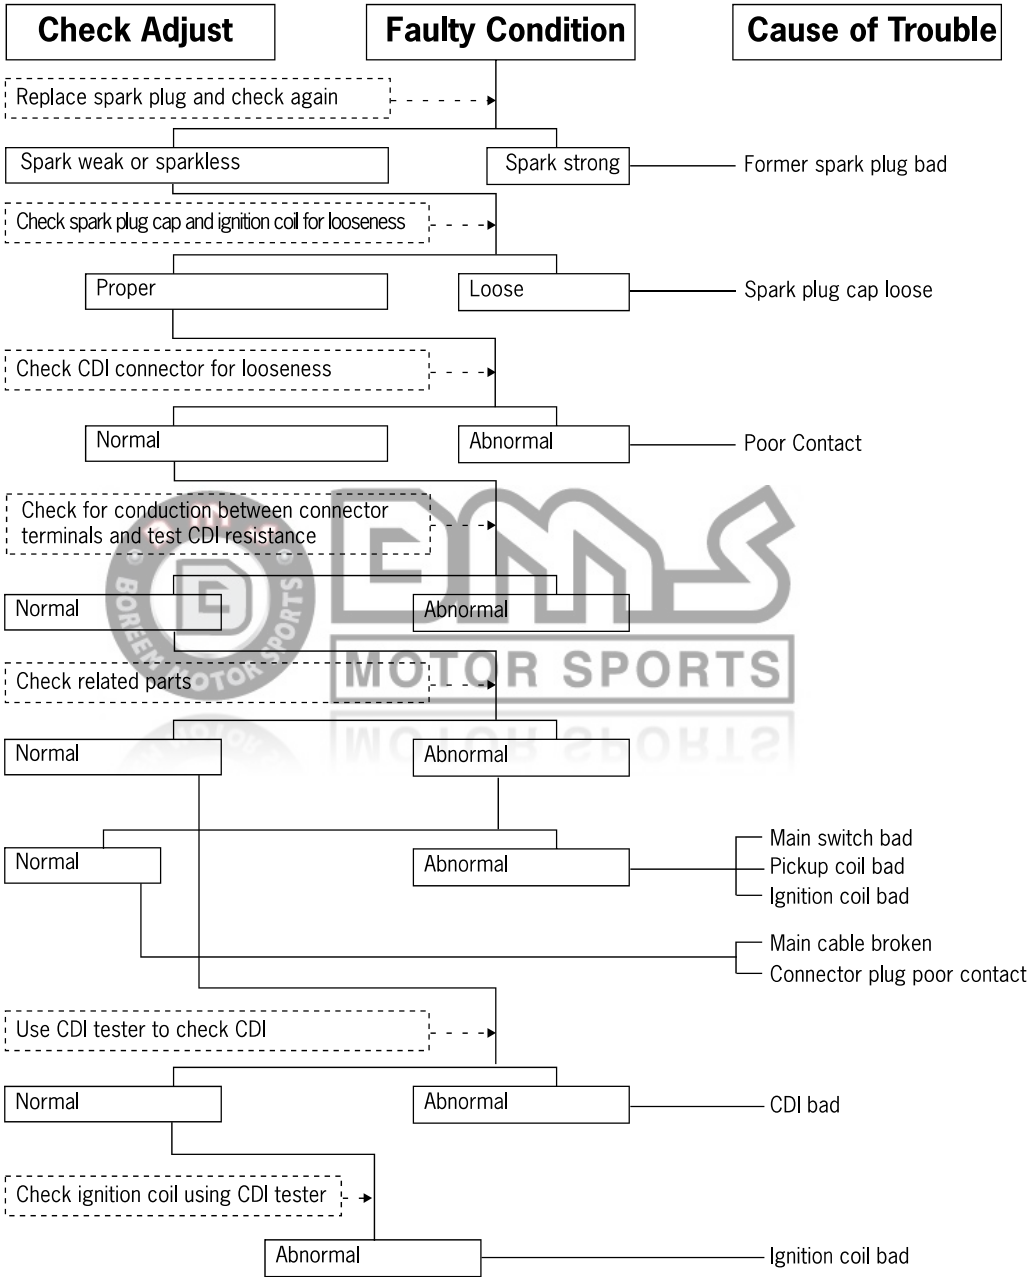 Check Adjust
Faulty Condition
Cause of Trouble
Replace spark plug and check again
Spark weak or sparkless
Spark strong
Former spark plug bad
Check spark plug cap and ignition coil for looseness
Proper
Loose
Spark plug cap loose
Check CDI connector for looseness
Normal
Abnormal
Poor Contact
Check for conduction between connector
terminals and test CDI resistance
BMS
BOREEM MOTOR SPORTS
BMS
MOTOR SPORTS
Normal
Abnormal
Check related parts
Normal
Abnormal
Normal
Abnormal
Main switch bad
Pickup coil bad
Ignition coil bad
Main cable broken
Connector plug poor contact
Use CDI tester to check CDI
Normal
Abnormal
CDI bad
Check ignition coil using CDI tester
Abnormal
Ignition coil bad